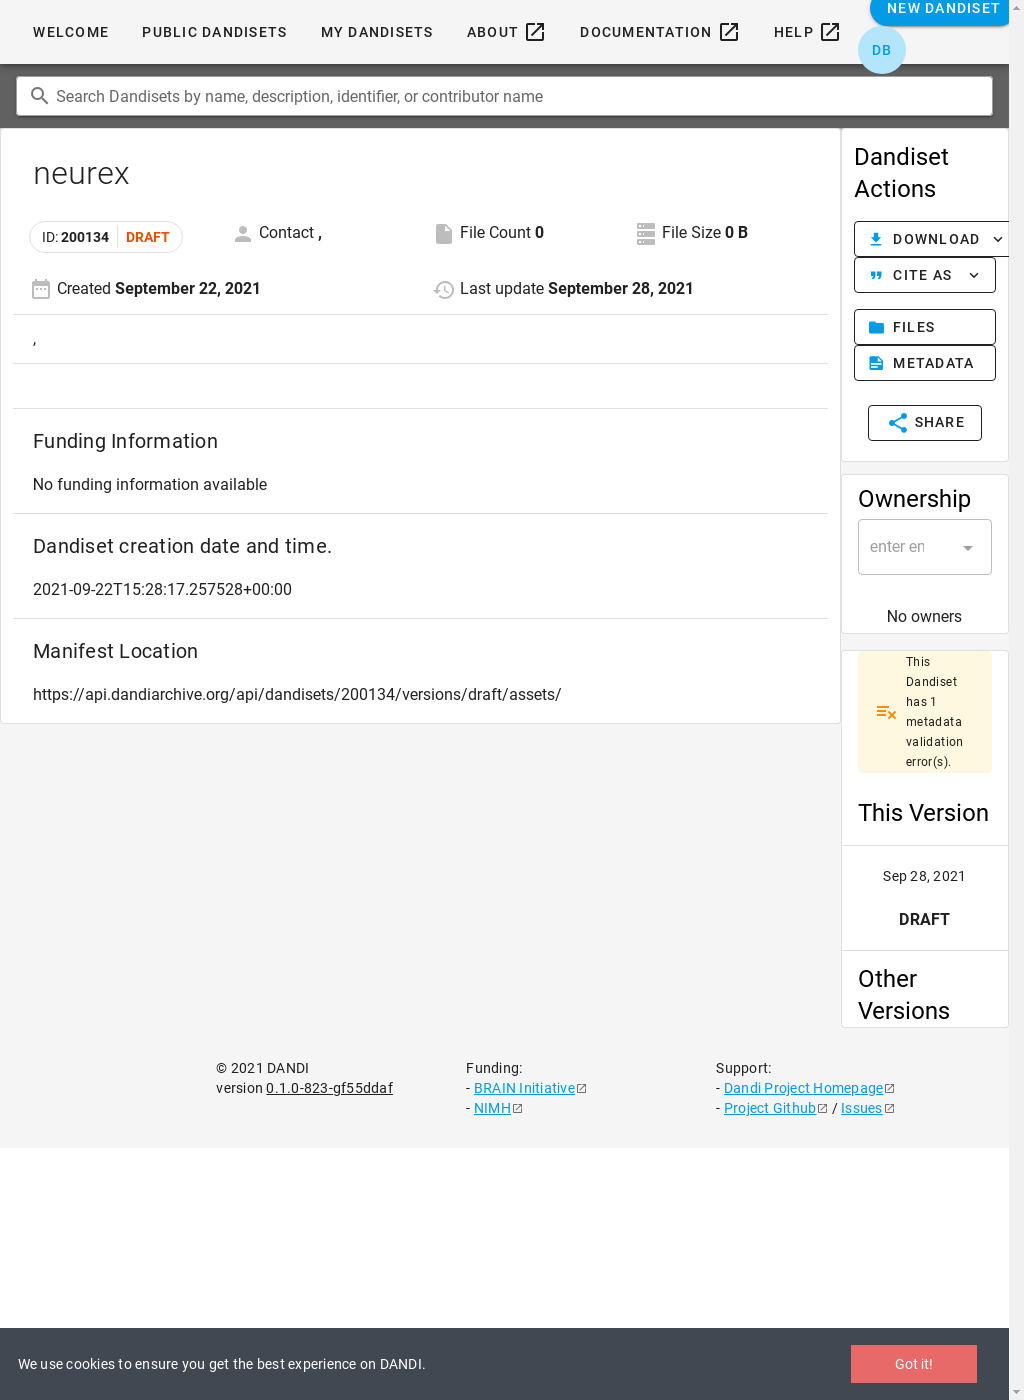 WELCOME PUBLIC DANDISETS MY DANDISETS ABOUT DOCUMENTATION HELP NEW DANDISET
DB
Search Dandisets by name, description, identifier, or contributor name
neurex
ID: 200134 DRAFT
Contact ,
File Count 0
File Size 0 B
Created September 22, 2021
Last update September 28, 2021
,
Funding Information
No funding information available
Dandiset creation date and time.
2021-09-22T15:28:17.257528+00:00
Manifest Location
https://api.dandiarchive.org/api/dandisets/200134/versions/draft/assets/
Dandiset
Actions
DOWNLOAD
CITE AS
FILES
METADATA
SHARE
Ownership
enter en
No owners
This
Dandiset
has 1
metadata
validation
error(s).
This Version
Sep 28, 2021
DRAFT
Other
Versions
© 2021 DANDI
version 0.1.0-823-gf55ddaf
Funding:
- BRAIN Initiative
- NIMH
Support:
- Dandi Project Homepage
- Project Github / Issues
We use cookies to ensure you get the best experience on DANDI.
Got it!